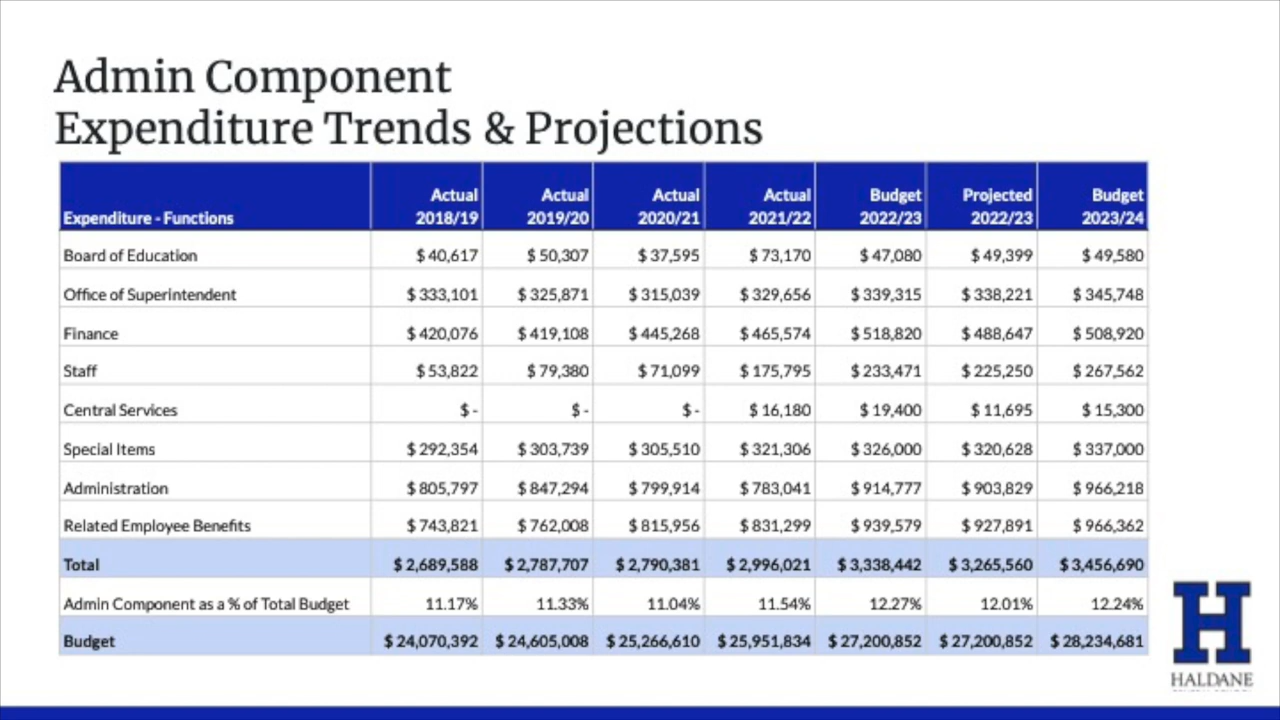 Admin Component
Expenditure Trends & Projections
Expenditure - Functions Actual 2018/19 Actual 2019/20 Actual 2020/21 Actual 2021/22 Budget 2022/23 Projected 2022/23 Budget 2023/24
Board of Education $ 40,617 $ 50,307 $ 37,595 $ 73,170 $ 47,080 $ 49,399 $ 49,580
Office of Superintendent $ 333,101 $ 325,871 $ 315,039 $ 329,656 $ 339,315 $ 338,221 $ 345,748
Finance $ 420,076 $ 419,108 $ 445,268 $ 465,574 $ 518,820 $ 488,647 $ 508,920
Staff $ 53,822 $ 79,380 $ 71,099 $ 175,795 $ 233,471 $ 225,250 $ 267,562
Central Services $ - $ - $ - $ 16,180 $ 19,400 $ 11,695 $ 15,300
Special Items $ 292,354 $ 303,739 $ 305,510 $ 321,306 $ 326,000 $ 320,628 $ 337,000
Administration $ 805,797 $ 847,294 $ 799,914 $ 783,041 $ 914,777 $ 903,829 $ 966,218
Related Employee Benefits $ 743,821 $ 762,008 $ 815,956 $ 831,299 $ 939,579 $ 927,891 $ 966,362
Total $ 2,689,588 $ 2,787,707 $ 2,790,381 $ 2,996,021 $ 3,338,442 $ 3,265,560 $ 3,456,690
Admin Component as a % of Total Budget 11.17% 11.33% 11.04% 11.54% 12.27% 12.01% 12.24%
Budget $ 24,070,392 $ 24,605,008 $ 25,266,610 $ 25,951,834 $ 27,200,852 $ 27,200,852 $ 28,234,681
H
HALDANE